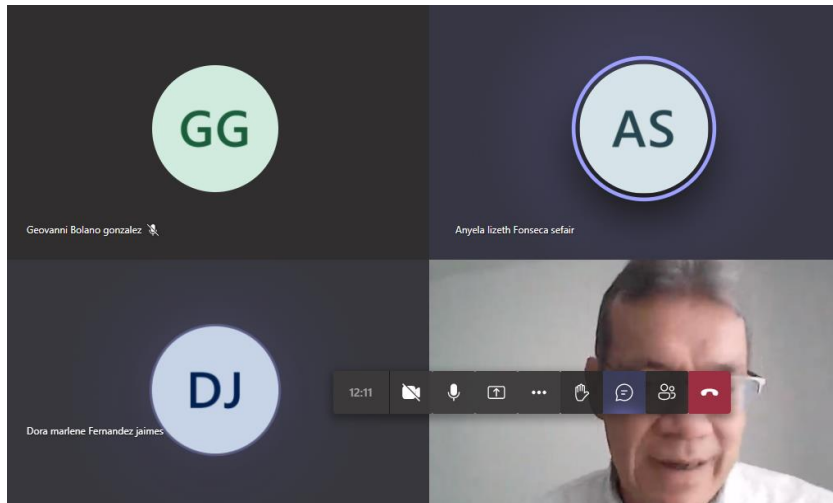 GG
AS
Geovanni Bolano gonzalez
Anyela lizeth Fonseca sefair
DJ
12:11
Dora marlene Fernandez jaimes